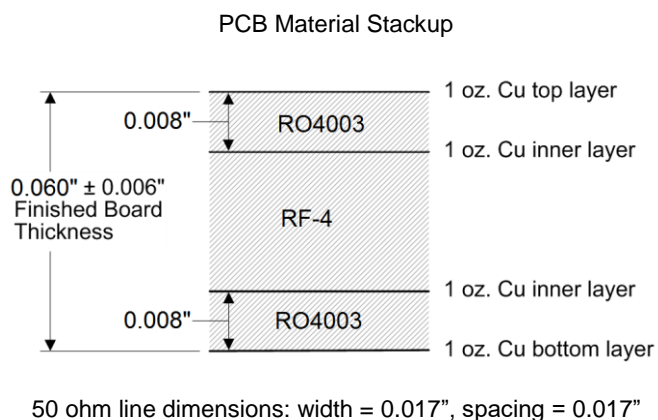 PCB Material Stackup
1 oz. Cu top layer
0.008"
RO4003
1 oz. Cu inner layer
0.060" ± 0.006"
Finished Board
Thickness
RF-4
1 oz. Cu inner layer
0.008"
RO4003
1 oz. Cu bottom layer
50 ohm line dimensions: width = 0.017”, spacing = 0.017”